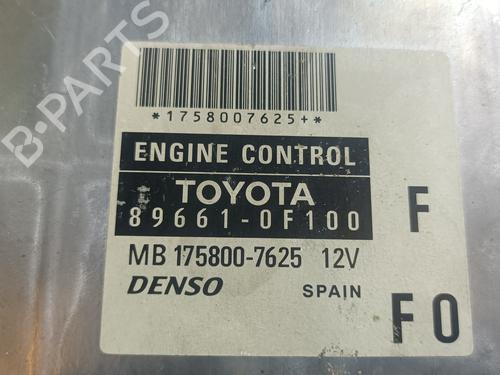 B-PARTS
*1758007625+*
ENGINE CONTROL
TOYOTA
89661-0F100
F
MB 175800-7625 12V
DENSO
SPAIN
F0